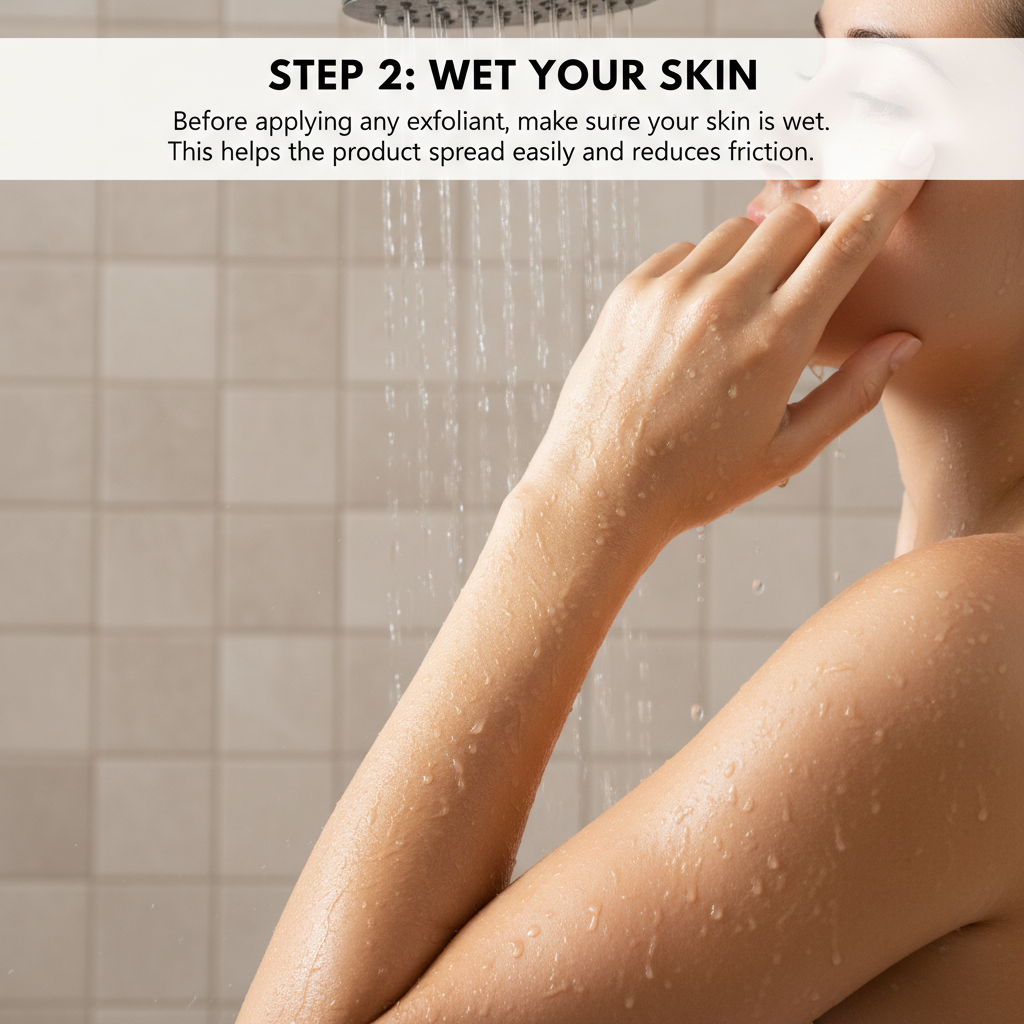 STEP 2: WET YOUR SKIN
Before applying any exfoliant, make suire your skin is wet.
This helps the product spread easily and reduces friction.